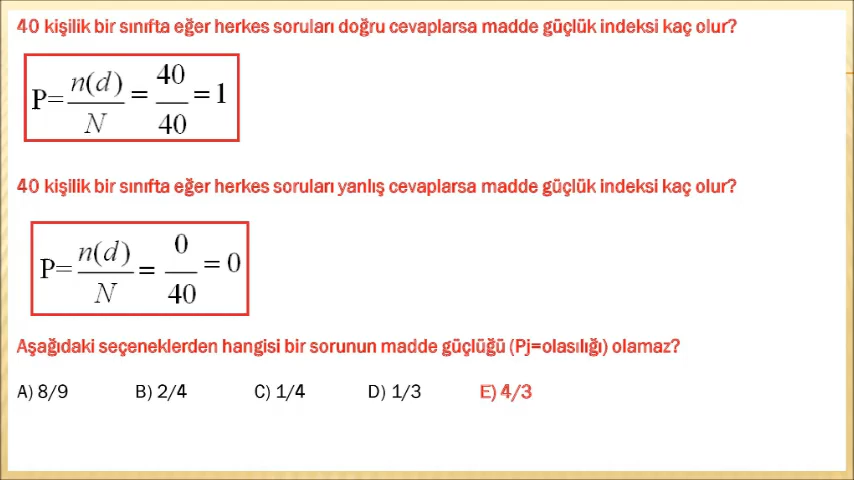 40 kişilik bir sınıfta eğer herkes soruları doğru cevaplarsa madde güçlük indeksi kaç olur?
P= n(d)/N = 40/40 = 1
40 kişilik bir sınıfta eğer herkes soruları yanlış cevaplarsa madde güçlük indeksi kaç olur?
P= n(d)/N = 0/40 = 0
Aşağıdaki seçeneklerden hangisi bir sorunun madde güçlüğü (Pj=olasılığı) olamaz?
A) 8/9 B) 2/4 C) 1/4 D) 1/3 E) 4/3